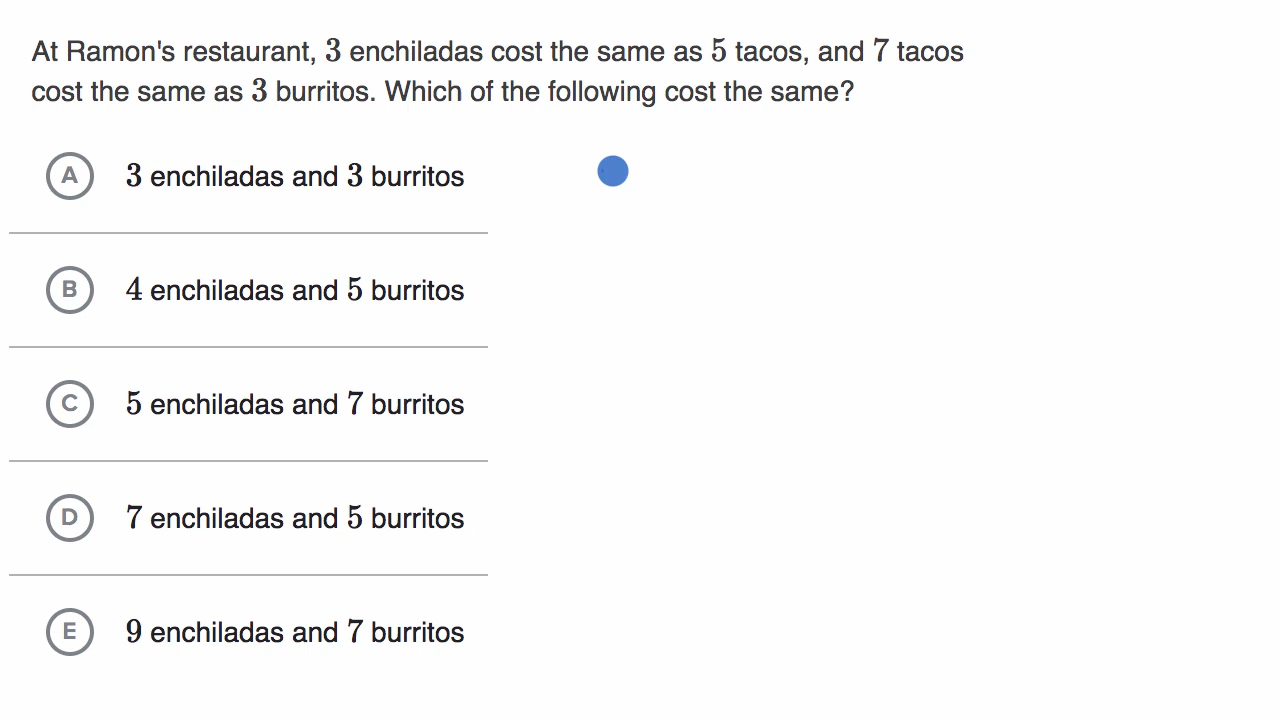 At Ramon's restaurant, 3 enchiladas cost the same as 5 tacos, and 7 tacos
cost the same as 3 burritos. Which of the following cost the same?
A 3 enchiladas and 3 burritos
B 4 enchiladas and 5 burritos
C 5 enchiladas and 7 burritos
D 7 enchiladas and 5 burritos
E 9 enchiladas and 7 burritos